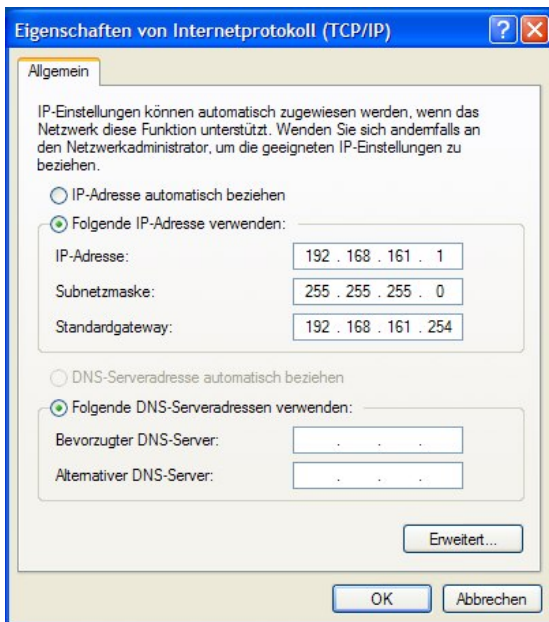 Eigenschaften von Internetprotokoll (TCP/IP)
Allgemein
IP-Einstellungen können automatisch zugewiesen werden, wenn das
Netzwerk diese Funktion unterstützt. Wenden Sie sich andernfalls an
den Netzwerkadministrator, um die geeigneten IP-Einstellungen zu
beziehen.
IP-Adresse automatisch beziehen
Folgende IP-Adresse verwenden:
IP-Adresse: 192 . 168 . 161 . 1
Subnetzmaske: 255 . 255 . 255 . 0
Standardgateway: 192 . 168 . 161 . 254
DNS-Serveradresse automatisch beziehen
Folgende DNS-Serveradressen verwenden:
Bevorzugter DNS-Server: . . .
Alternativer DNS-Server: . . .
Erweitert...
OK Abbrechen